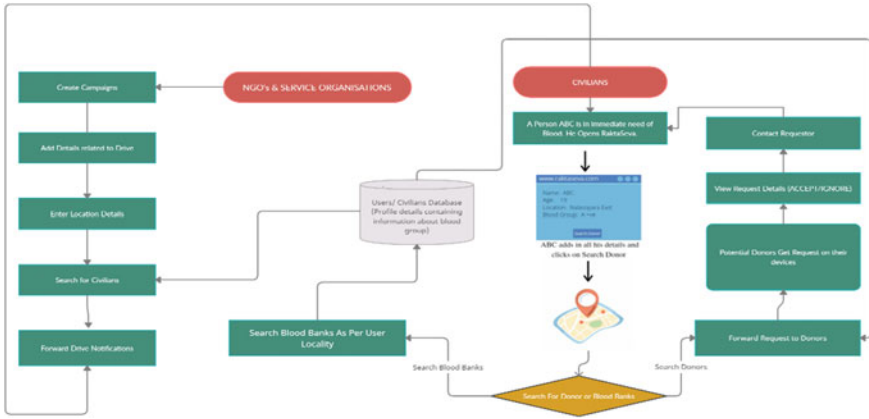 NGO's & SERVICE ORGANISATIONS
Create Campaigns
Add Details related to Drive
Enter Location Details
Search for Civilians
Forward Drive Notifications
Users/ Civilians Database
(Profile details containing
information about blood
group)
Search Blood Banks As Per User
Locality
Search Blood Banks
CIVILIANS
A Person ABC is in immediate need of
Blood. He Opens RaktaSeva.
Name: ABC
Age : 19
Location:
Blood Group:
Search Donor
ABC adds in all his details and
clicks on Search Donor
Search For Donor or Blood Banks
Search Donors
Forward Request to Donors
Potential Donors Get Request on their
devices
View Request Details (ACCEPT/IGNORE)
Contact Requestor